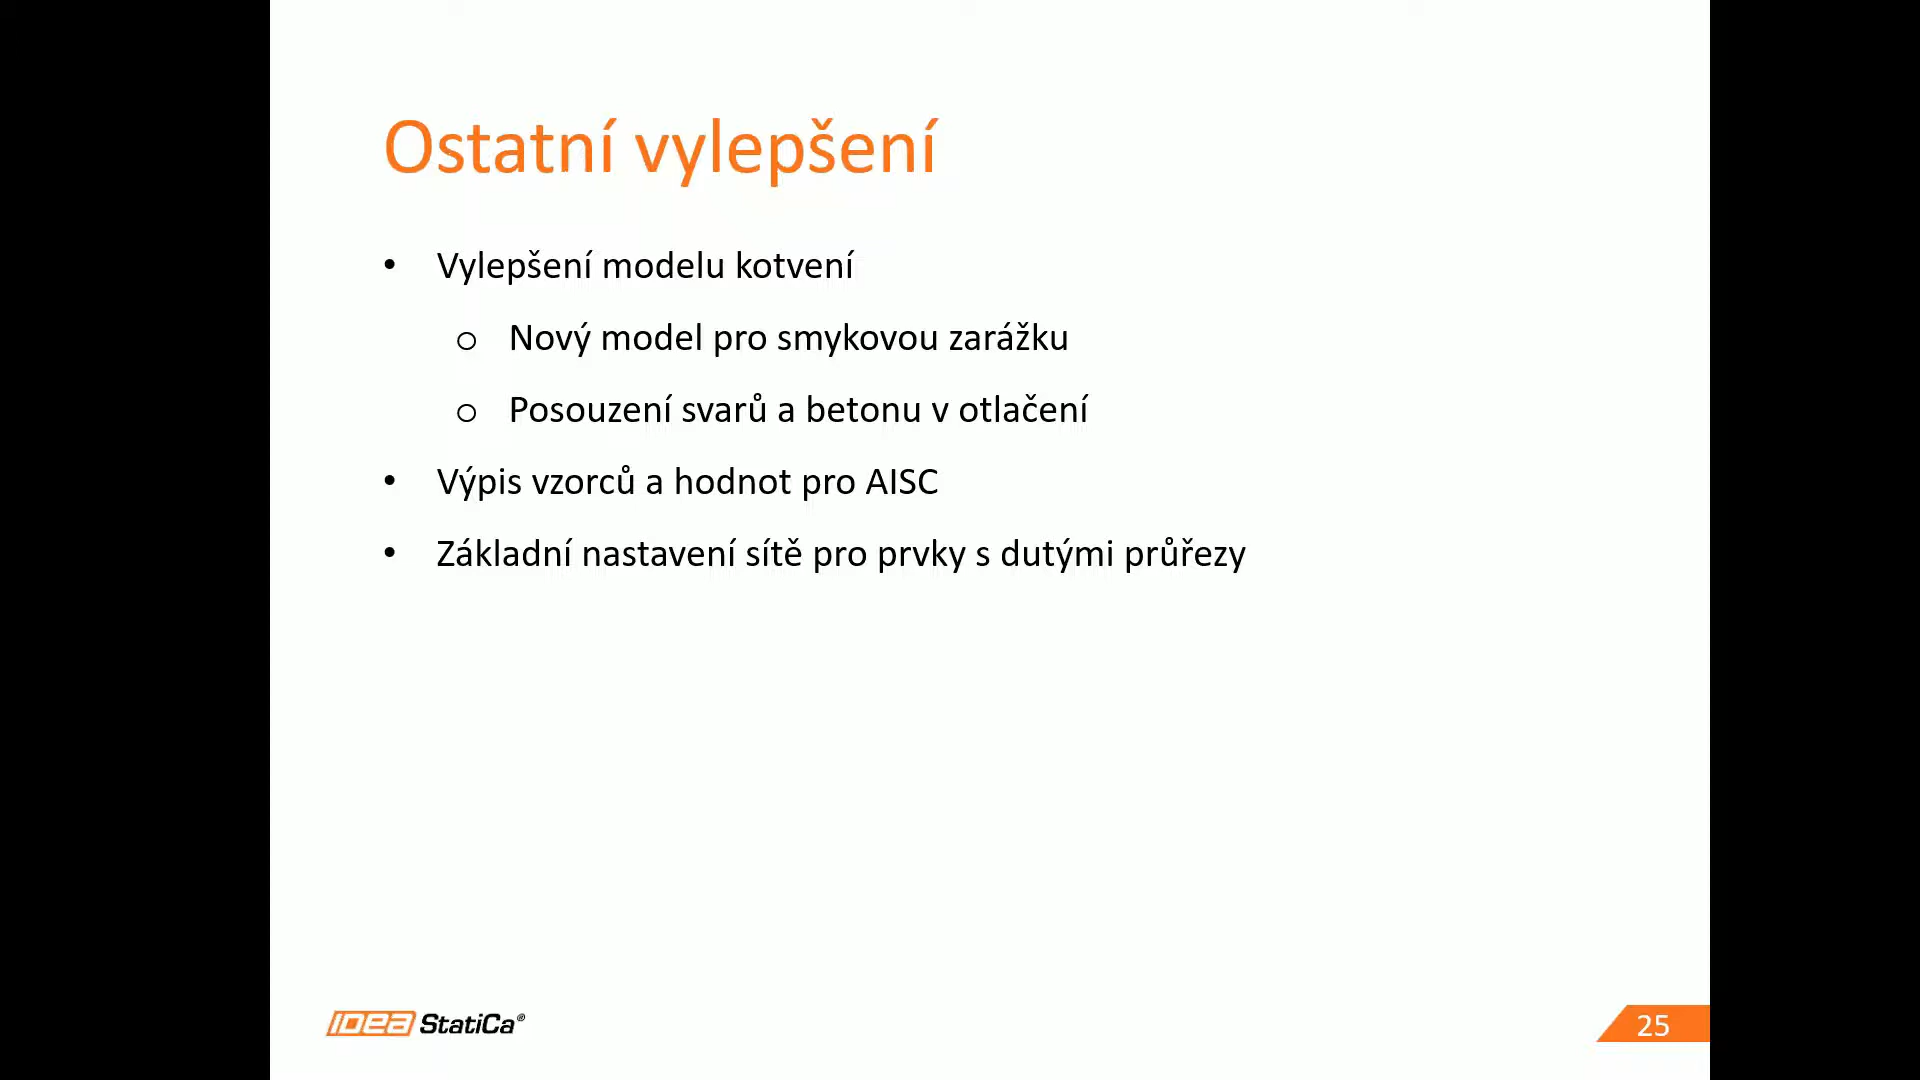 Ostatní vylepšení
• Vylepšení modelu kotvení
o Nový model pro smykovou zarážku
o Posouzení svarů a betonu v otlačení
• Výpis vzorců a hodnot pro AISC
• Základní nastavení sítě pro prvky s dutými průřezy
IDEA StatiCa®
25